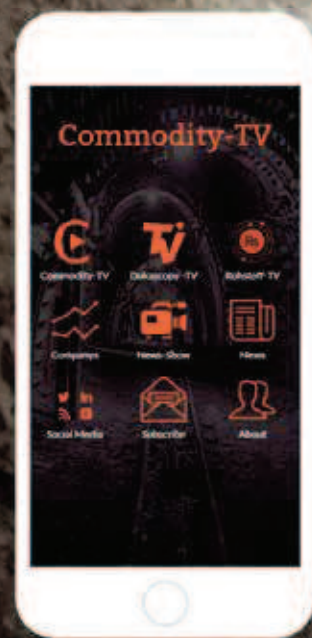 Commodity-TV
Commodity-TV Dukascopy-TV Rohstoff-TV
Companys News-Show News
Social Media Subscribe About